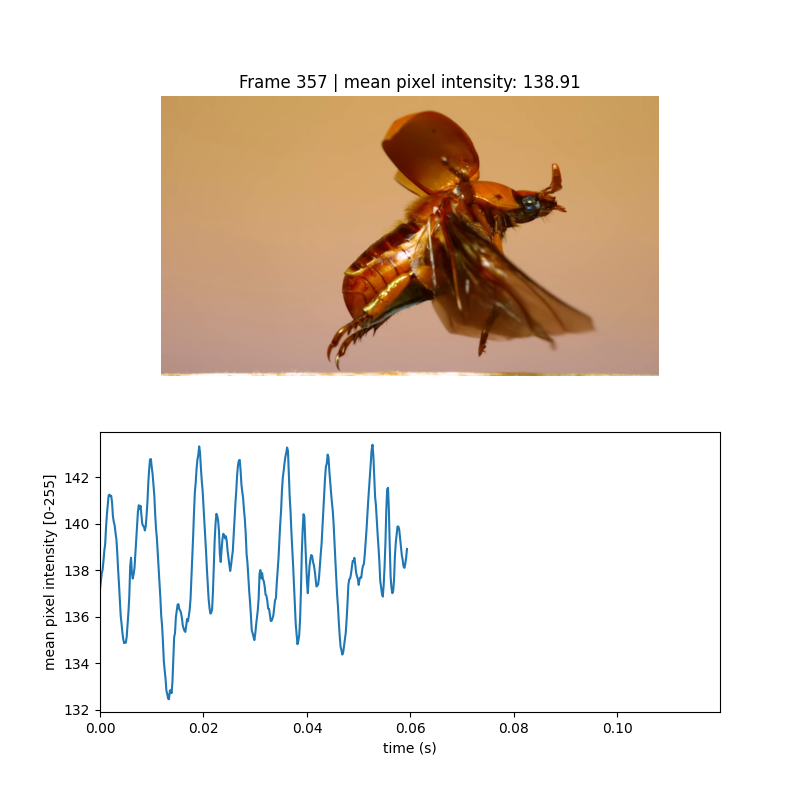 Frame 357 | mean pixel intensity: 138.91
142
140
138
136
134
132
mean pixel intensity [0-255]
0.00 0.02 0.04 0.06 0.08 0.10
time (s)